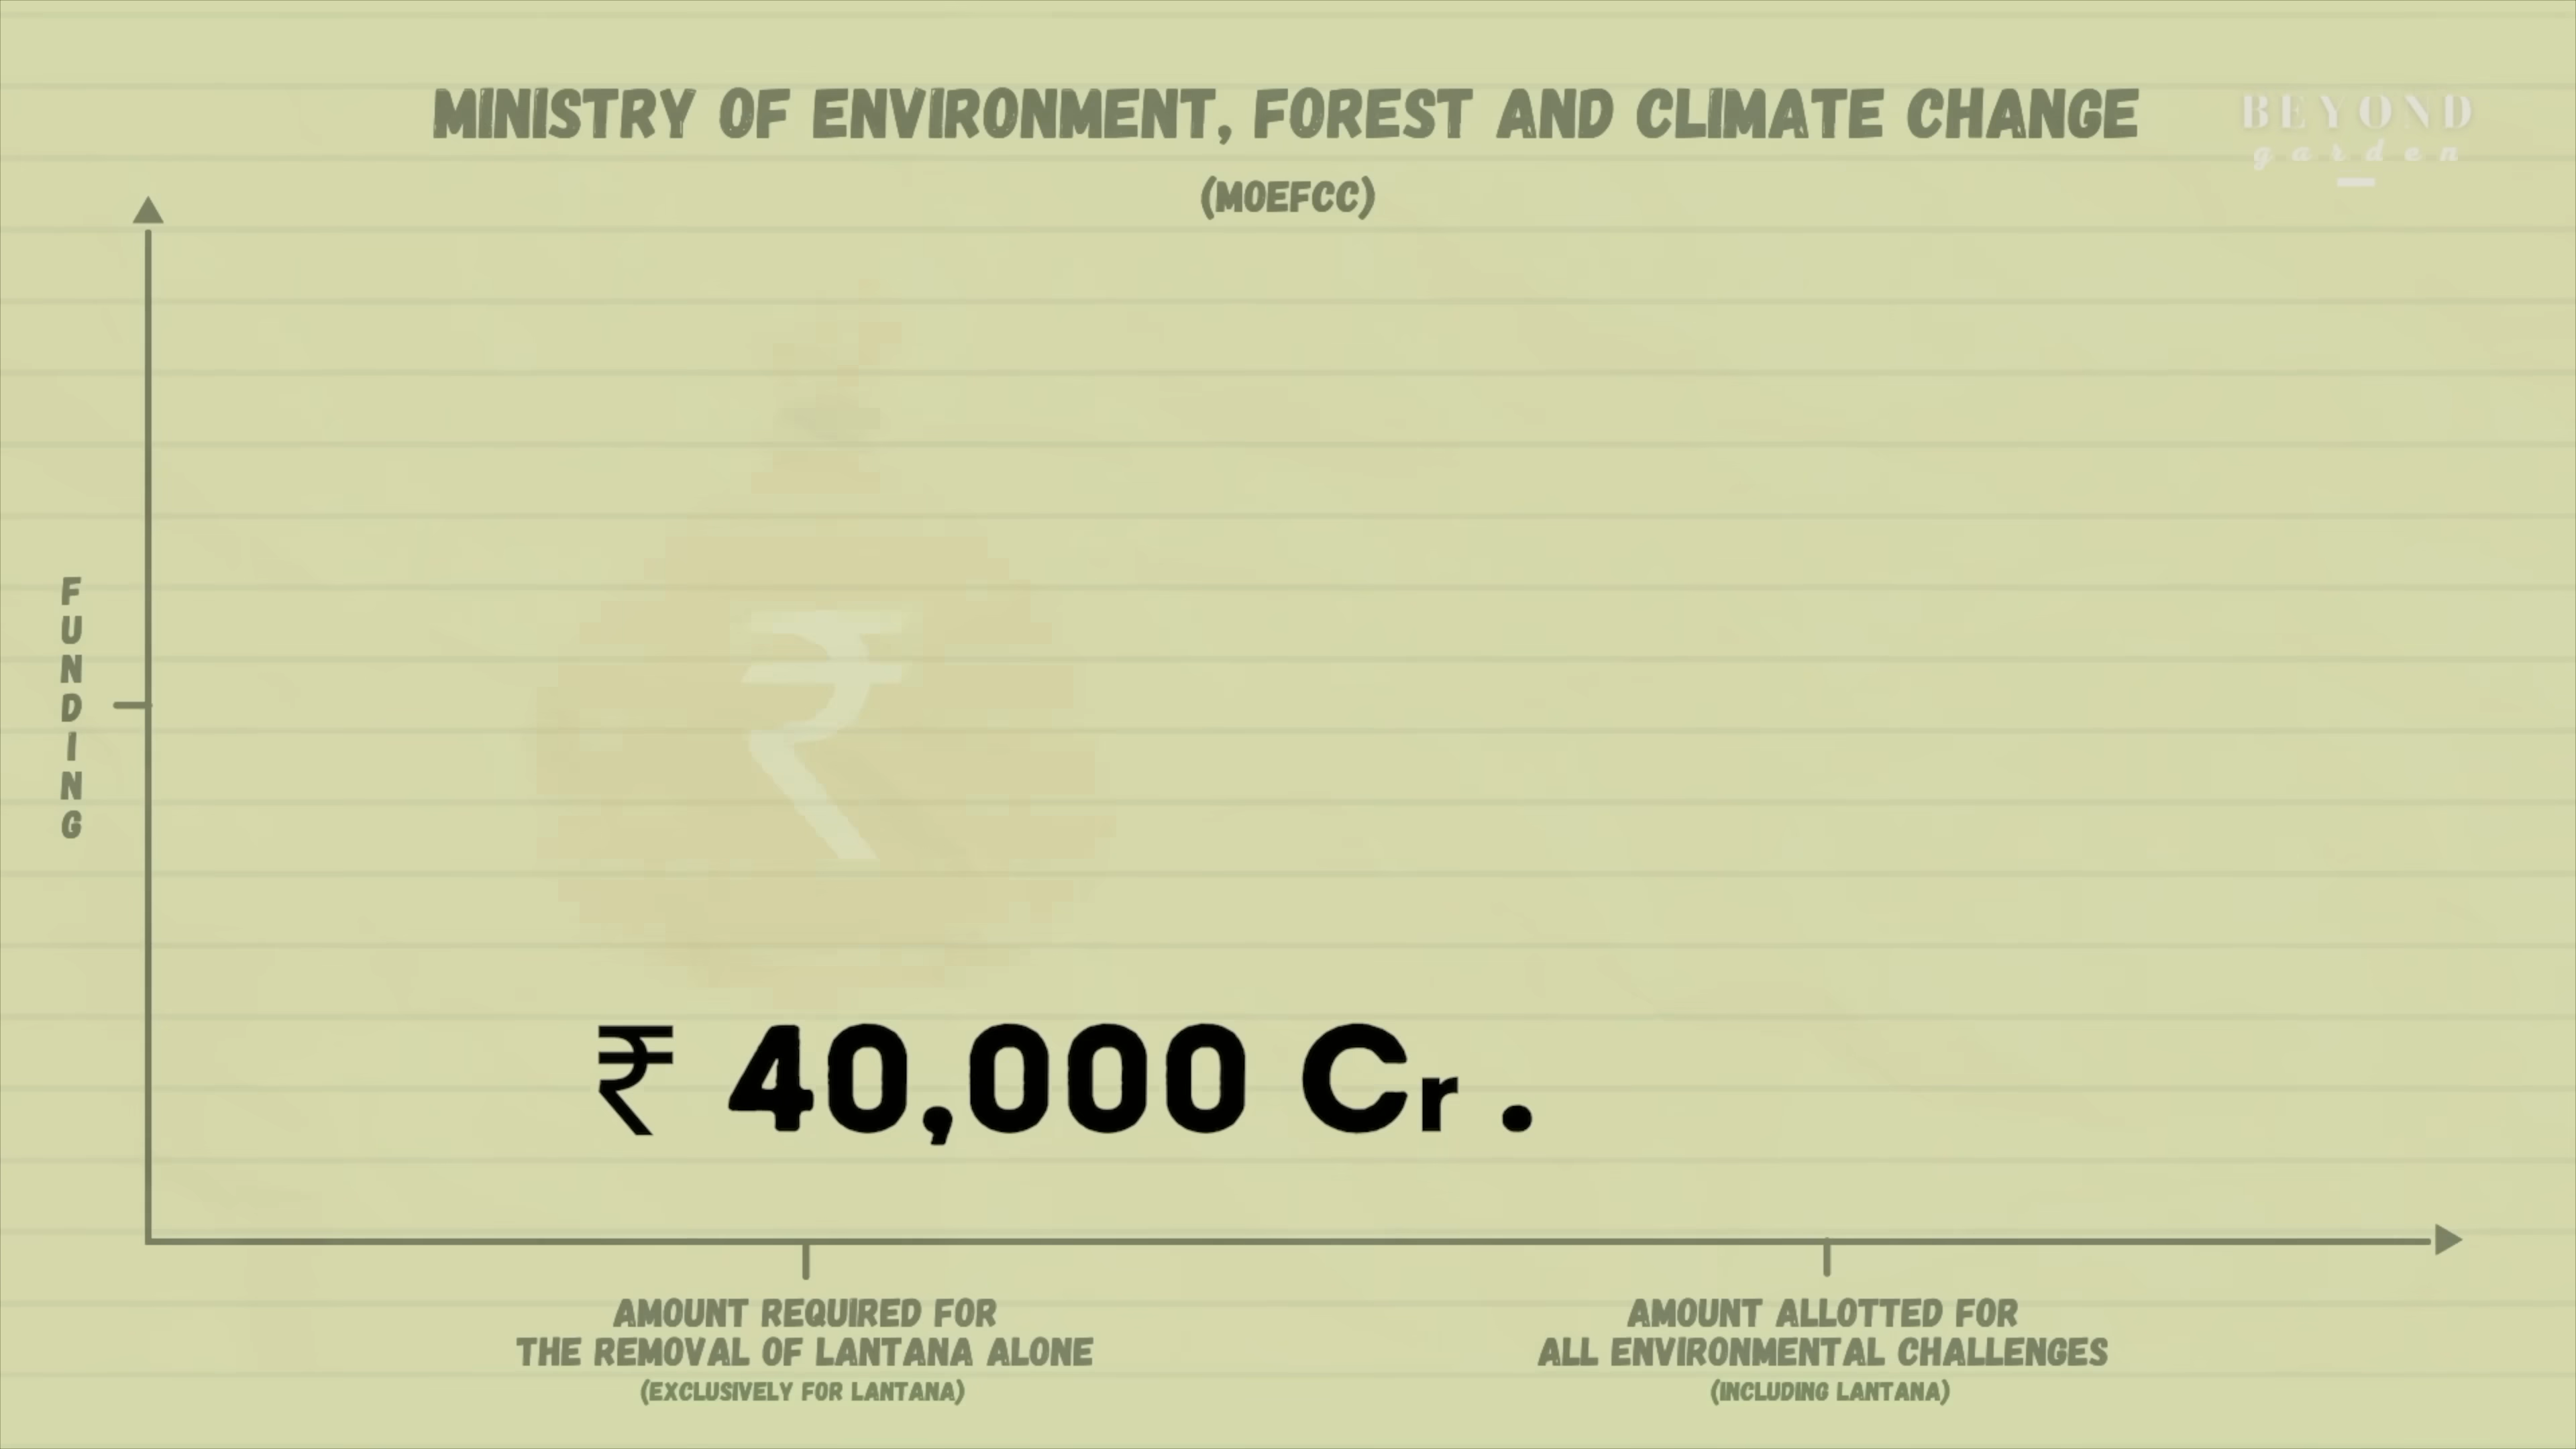 MINISTRY OF ENVIRONMENT, FOREST AND CLIMATE CHANGE
(MOEFCC)
BEYOND
garden
FUNDING
₹
₹ 40,000 Cr.
AMOUNT REQUIRED FOR
THE REMOVAL OF LANTANA ALONE
(EXCLUSIVELY FOR LANTANA)
AMOUNT ALLOTTED FOR
ALL ENVIRONMENTAL CHALLENGES
(INCLUDING LANTANA)